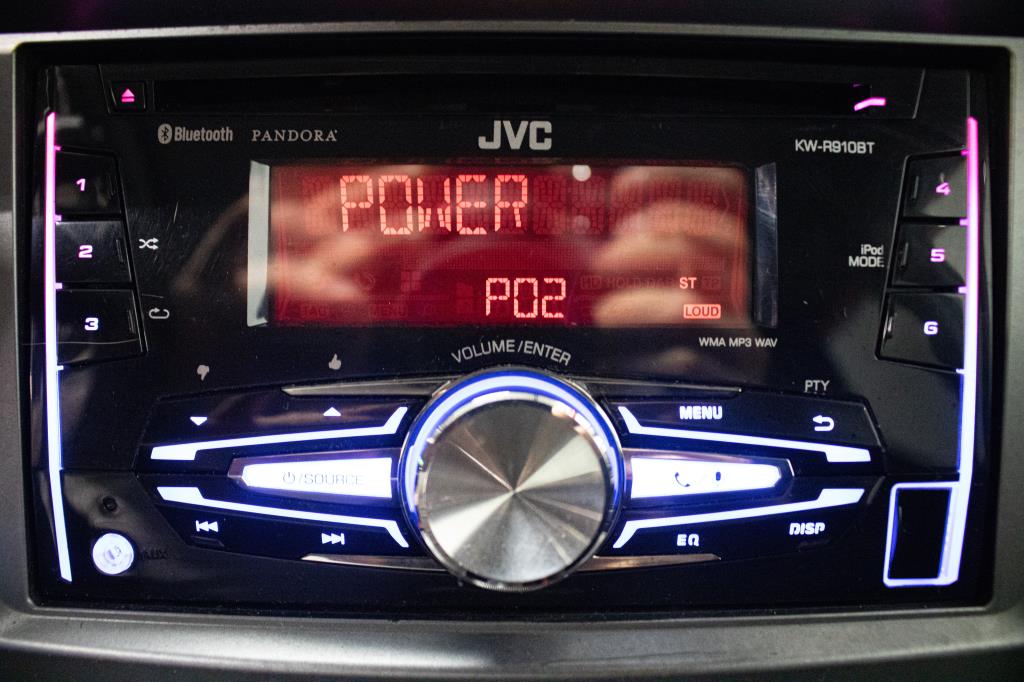 Bluetooth PANDORA
JVC
KW-R910BT
1
2
3
4
5
6
iPod
MODE
POWER
P02
ST
LOUD
WMA MP3 WAV
VOLUME/ENTER
PTY
MENU
/SOURCE
EQ
DISP
AUX